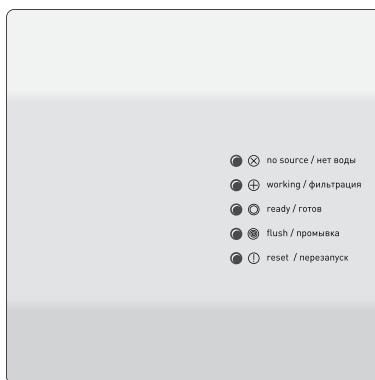 no source / нет воды
working / фильтрация
ready / готов
flush / промывка
reset / перезапуск